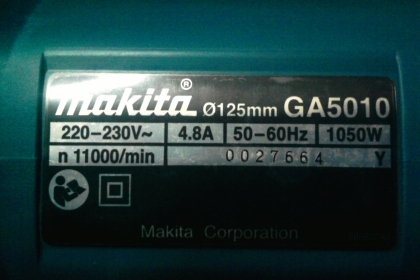 makita® Ø125mm GA5010
220–230V~ 4.8A 50–60Hz 1050W
n 11000/min 0027664 Y
Makita Corporation